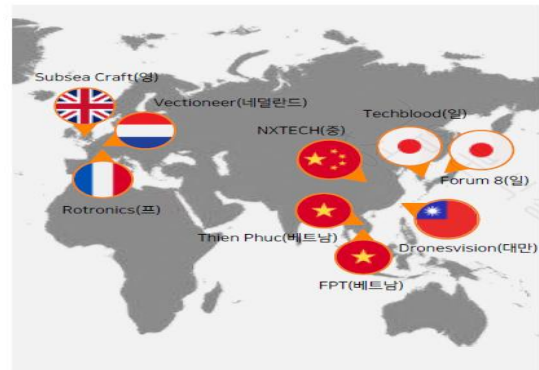 Subsea Craft(영)
Vectioneer(네덜란드)
Techblood(일)
NXTECH(중)
Forum 8(일)
Rotronics(프)
Thien Phuc(베트남)
Dronesvision(대만)
FPT(베트남)